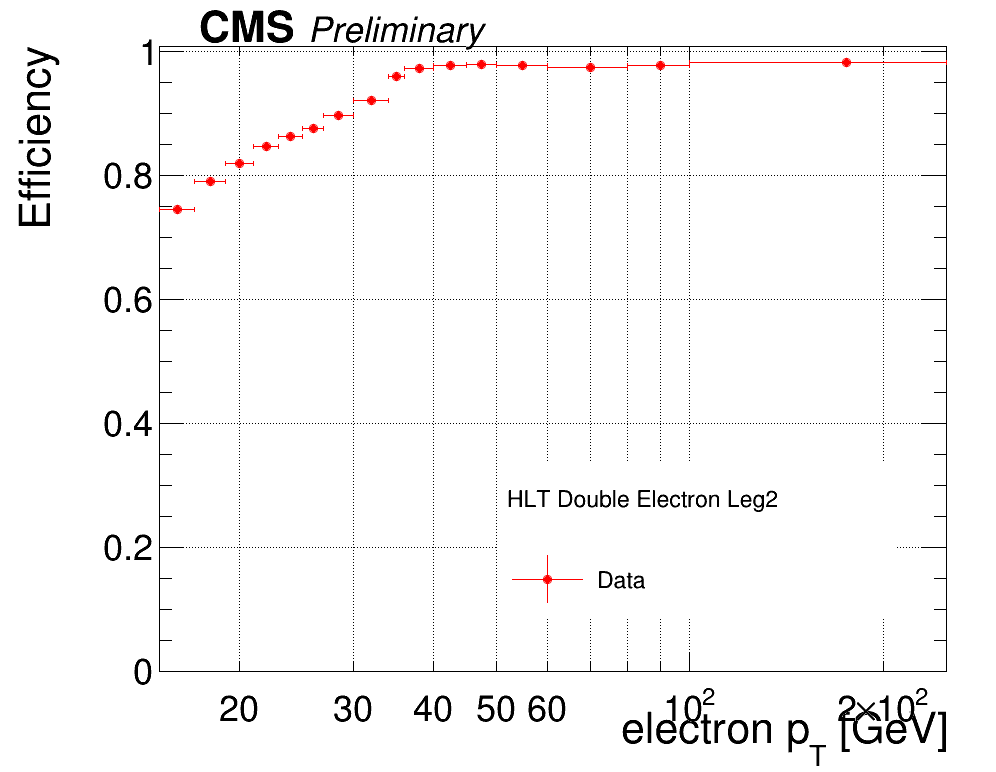 CMS Preliminary
Efficiency
1
0.8
0.6
0.4
0.2
0
HLT Double Electron Leg2
Data
20 30 40 50 60 10² 2×10²
electron p_T [GeV]